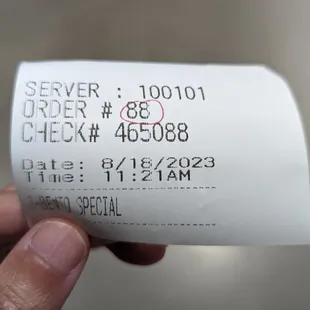 SERVER : 100101
ORDER # 88
CHECK# 465088
Date: 8/18/2023
Time: 11:21AM
BENTO SPECIAL